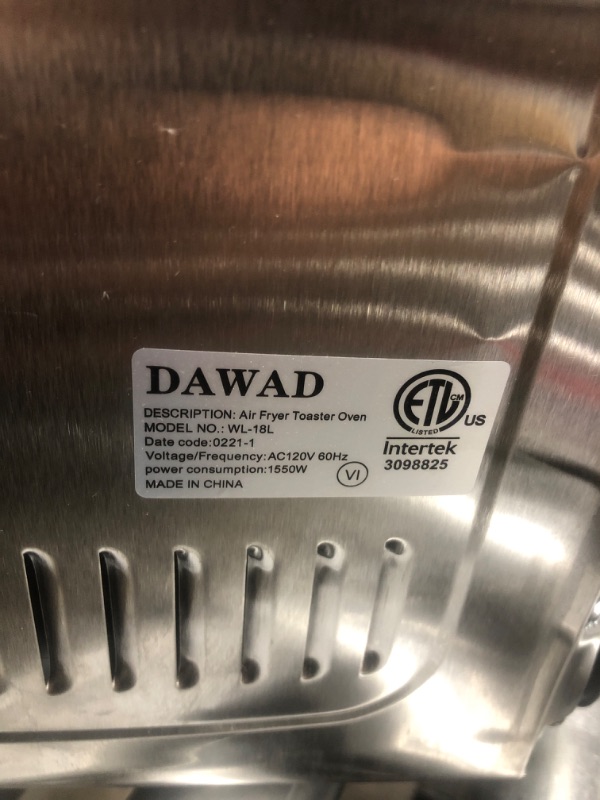 DAWAD
DESCRIPTION: Air Fryer Toaster Oven
MODEL NO.: WL-18L
Date code:0221-1
Voltage/Frequency:AC120V 60Hz
power consumption:1550W
VI
MADE IN CHINA
ETL CM
US
LISTED
Intertek
3098825